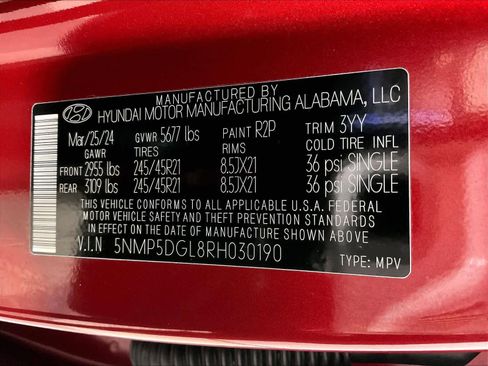 MANUFACTURED BY
HYUNDAI MOTOR MANUFACTURING ALABAMA, LLC
Mar/25/24 GVWR 5677 lbs PAINT R2P TRIM 3YY
GAWR TIRES RIMS COLD TIRE INFL
FRONT 2955 lbs 245/45R21 8.5JX21 36 psi SINGLE
REAR 3109 lbs 245/45R21 8.5JX21 36 psi SINGLE
THIS VEHICLE CONFORMS TO ALL APPLICABLE U.S.A. FEDERAL
MOTOR VEHICLE SAFETY AND THEFT PREVENTION STANDARDS
IN EFFECT ON THE DATE OF MANUFACTURE SHOWN ABOVE
V.I.N 5NMP5DGL8RH030190
TYPE: MPV